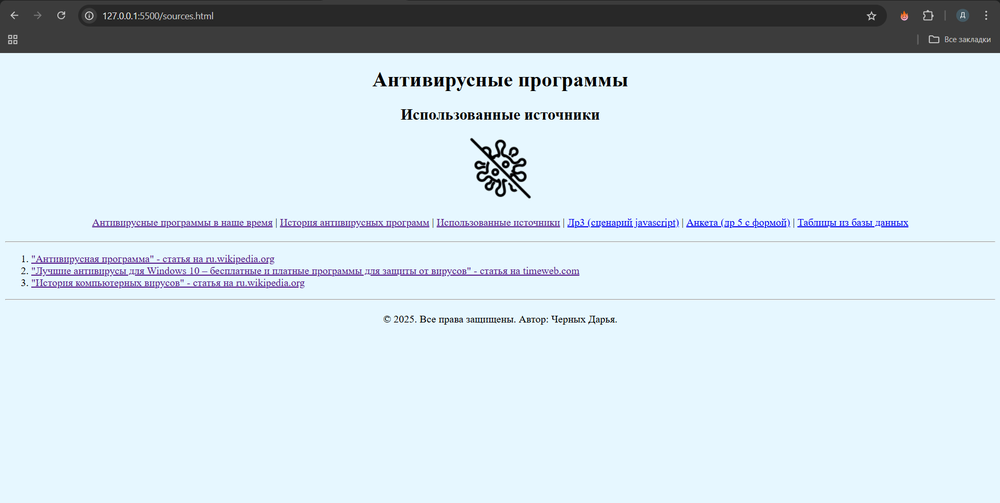 127.0.0.1:5500/sources.html
Д
Все закладки
Антивирусные программы
Использованные источники
Антивирусные программы в наше время | История антивирусных программ | Использованные источники | Лр3 (сценарий javascript) | Анкета (лр 5 с формой) | Таблицы из базы данных
1. "Антивирусная программа" - статья на ru.wikipedia.org
2. "Лучшие антивирусы для Windows 10 – бесплатные и платные программы для защиты от вирусов" - статья на timeweb.com
3. "История компьютерных вирусов" - статья на ru.wikipedia.org
© 2025. Все права защищены. Автор: Черных Дарья.